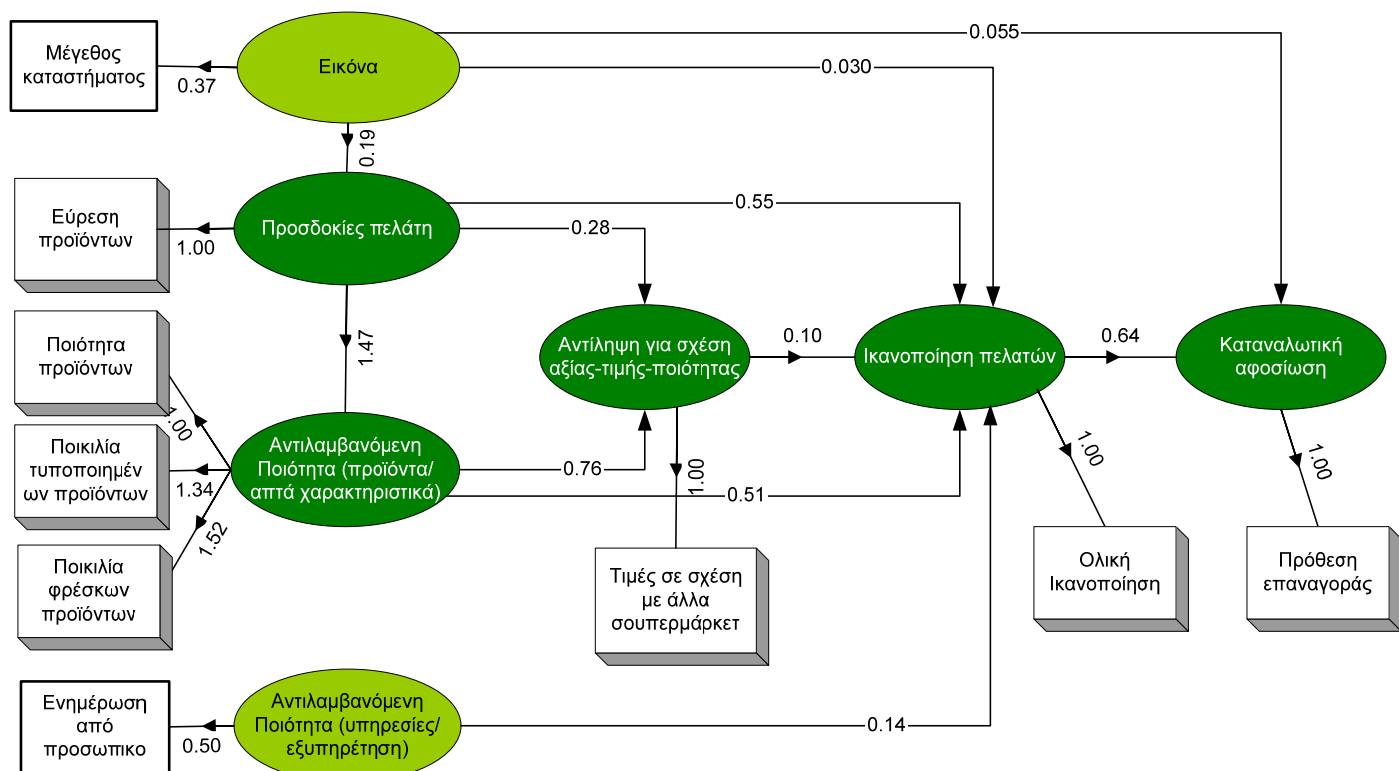 0.055
Μέγεθος
καταστήματος
0.37
Εικόνα
0.030
0.19
Εύρεση
προϊόντων
1.00
Προσδοκίες πελάτη
0.55
0.28
1.47
Ποιότητα
προϊόντων
1.00
Αντίληψη για σχέση
αξίας-τιμής-ποιότητας
0.10
Ικανοποίηση πελατών
0.64
Καταναλωτική
αφοσίωση
Ποικιλία
τυποποιημέν
ων προϊόντων
1.34
Αντιλαμβανόμενη
Ποιότητα (προϊόντα/
απτά χαρακτηριστικά)
0.76
0.51
1.00
1.00
1.00
1.52
Ποικιλία
φρέσκων
προϊόντων
Τιμές σε σχέση
με άλλα
σουπερμάρκετ
Ολική
Ικανοποίηση
Πρόθεση
επαναγοράς
Ενημέρωση
από
προσωπικο
0.50
Αντιλαμβανόμενη
Ποιότητα (υπηρεσίες/
εξυπηρέτηση)
0.14